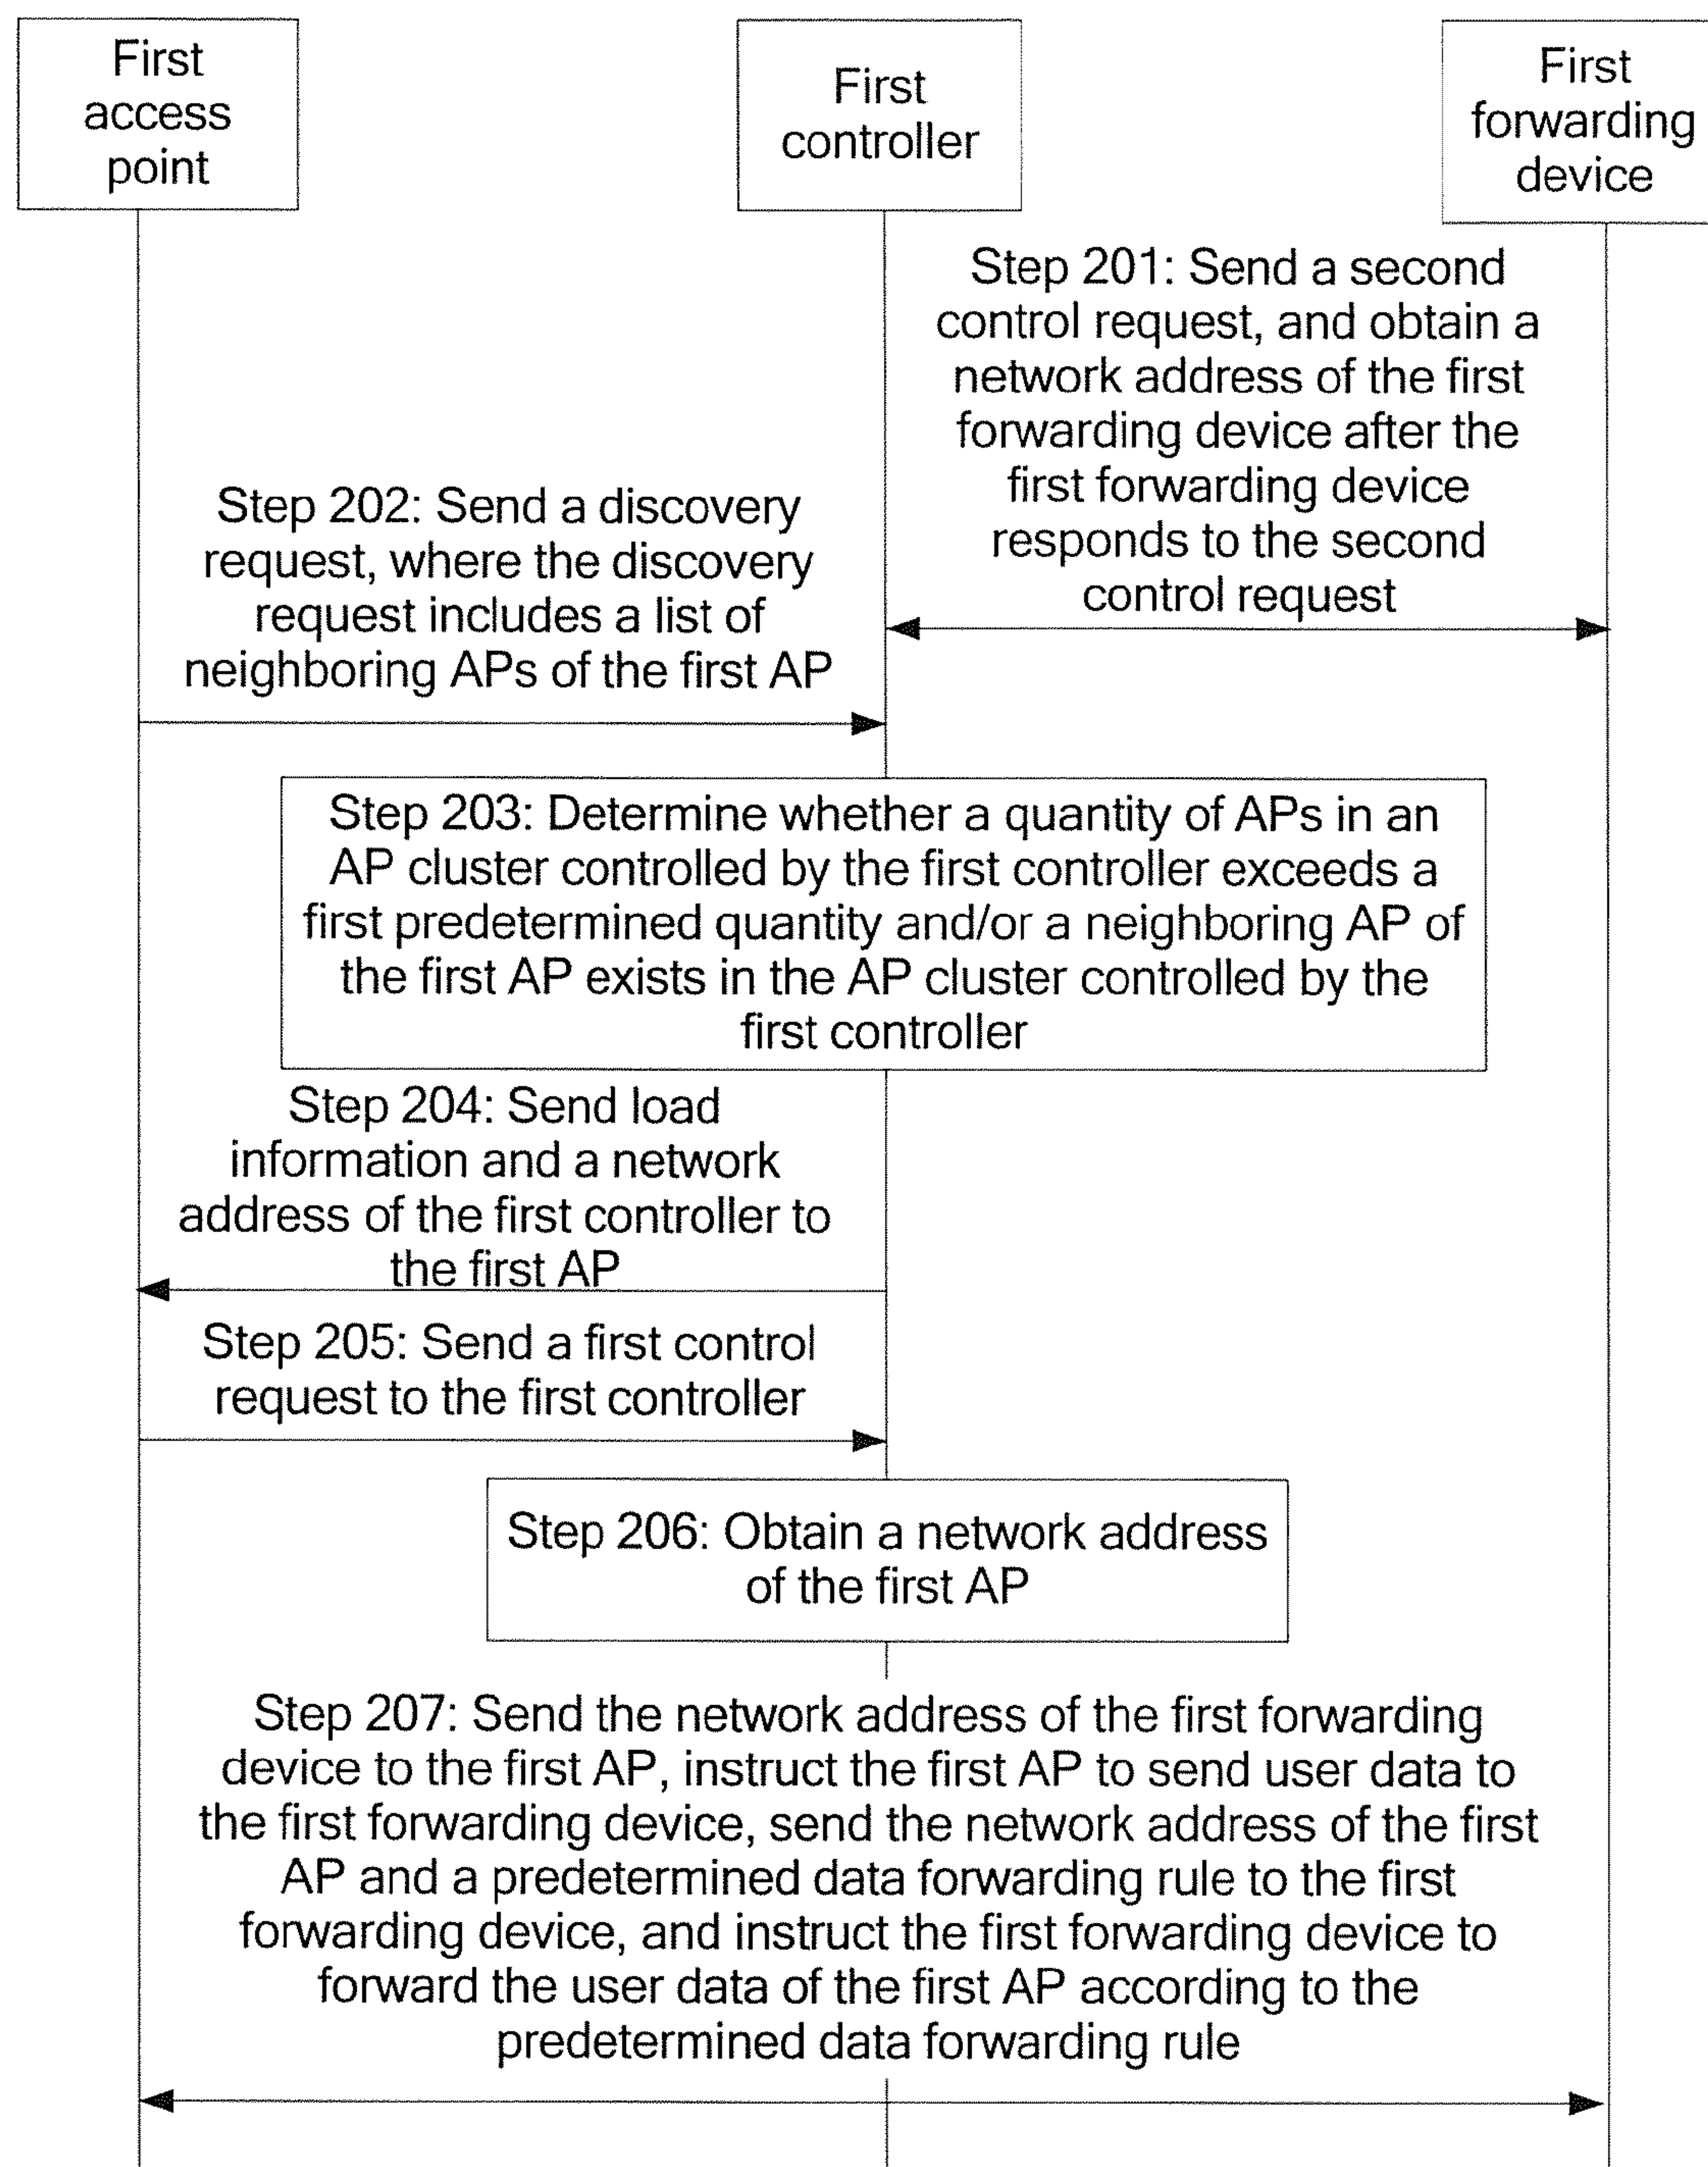 First
access
point
First
controller
First
forwarding
device
Step 201: Send a second
control request, and obtain a
network address of the first
forwarding device after the
first forwarding device
responds to the second
control request
Step 202: Send a discovery
request, where the discovery
request includes a list of
neighboring APs of the first AP
Step 203: Determine whether a quantity of APs in an
AP cluster controlled by the first controller exceeds a
first predetermined quantity and/or a neighboring AP of
the first AP exists in the AP cluster controlled by the
first controller
Step 204: Send load
information and a network
address of the first controller to
the first AP
Step 205: Send a first control
request to the first controller
Step 206: Obtain a network address
of the first AP
Step 207: Send the network address of the first forwarding
device to the first AP, instruct the first AP to send user data to
the first forwarding device, send the network address of the first
AP and a predetermined data forwarding rule to the first
forwarding device, and instruct the first forwarding device to
forward the user data of the first AP according to the
predetermined data forwarding rule